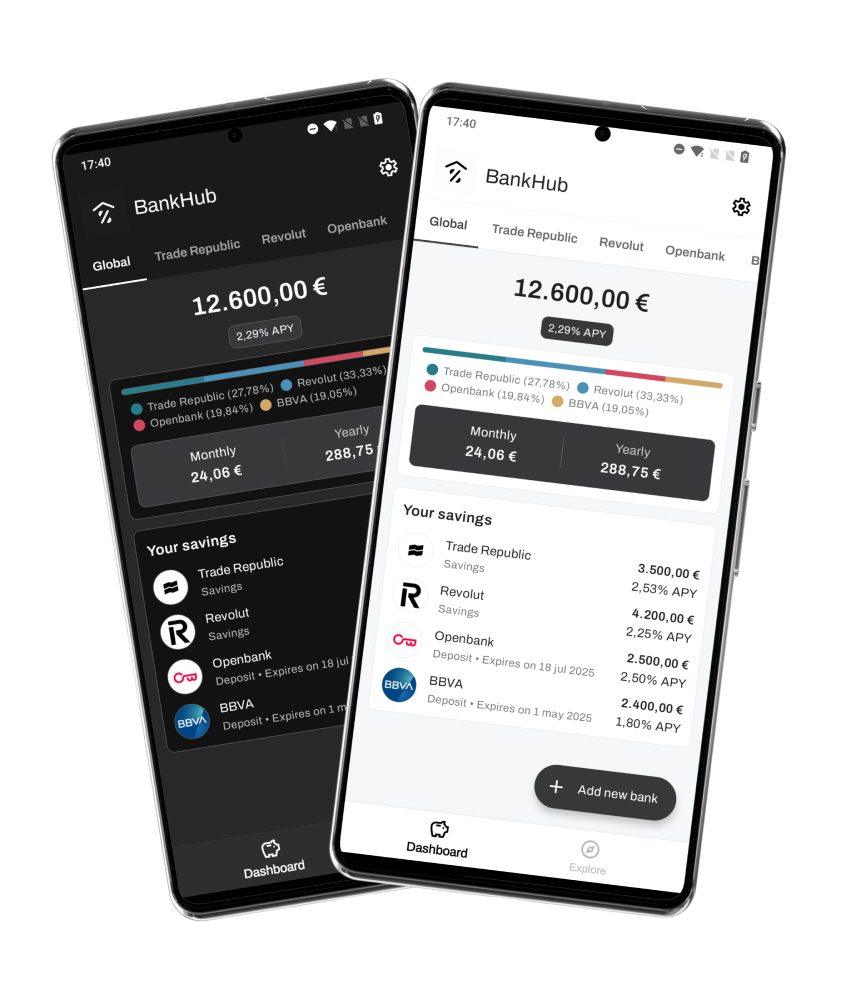 17:40
BankHub
Global Trade Republic Revolut Openbank
12.600,00 €
2,29% APY
Trade Republic (27,78%) Revolut (33,33%)
Openbank (19,84%) BBVA (19,05%)
Monthly Yearly
24,06 € 288,75
Your savings
Trade Republic
Savings
Revolut
Savings
Openbank
Deposit • Expires on 18 jul
BBVA
BBVA
Deposit • Expires on 1 m
Dashboard
17:40
BankHub
Global Trade Republic Revolut Openbank B
12.600,00 €
2,29% APY
Trade Republic (27,78%) Revolut (33,33%)
Openbank (19,84%) BBVA (19,05%)
Monthly Yearly
24,06 € 288,75 €
Your savings
Trade Republic 3.500,00 €
Savings 2,53% APY
Revolut 4.200,00 €
Savings 2,25% APY
Openbank 2.500,00 €
Deposit • Expires on 18 jul 2025 2,50% APY
BBVA
BBVA 2.400,00 €
Deposit • Expires on 1 may 2025 1,80% APY
+ Add new bank
Dashboard Explore